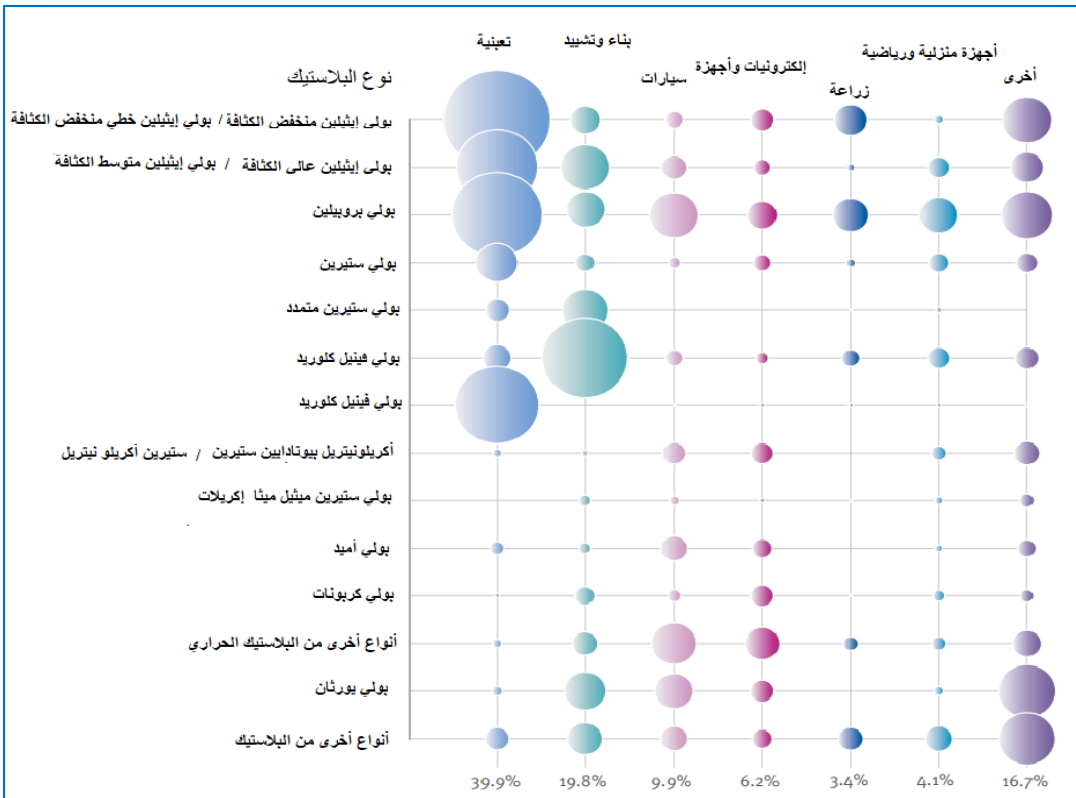 تعبئية
بناء وتشييد
سيارات
إلكترونيات وأجهزة
زراعة
أجهزة منزلية ورياضية
أخرى
نوع البلاستيك
بولي إيثيلين منخفض الكثافة / بولي إيثيلين خطي منخفض الكثافة
بولي إيثيلين عالي الكثافة / بولي إيثيلين متوسط الكثافة
بولي بروبيلين
بولي ستيرين
بولي ستيرين متمدد
بولي فينيل كلوريد
بولي فينيل كلوريد
أكريلونيتريل بيوتادايين ستيرين / ستيرين أكريلو نيتريل
بولي ستيرين ميثيل ميثا إكريلات
بولي أميد
بولي كربونات
أنواع أخرى من البلاستيك الحراري
بولي يورثان
أنواع أخرى من البلاستيك
39.9% 19.8% 9.9% 6.2% 3.4% 4.1% 16.7%